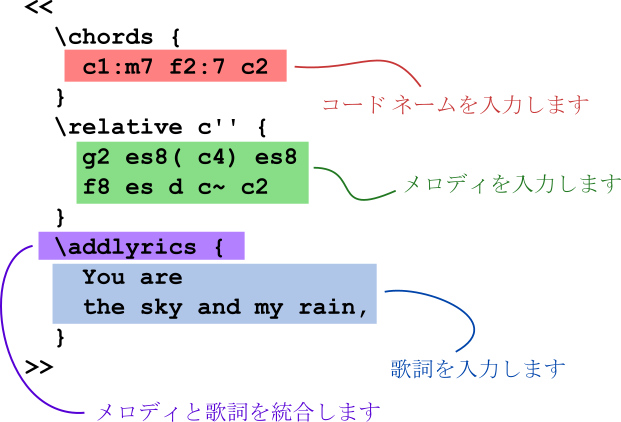 <<
\chords {
c1:m7 f2:7 c2
コード ネームを入力します
}
\relative c'' {
g2 es8( c4) es8
メロディを入力します
f8 es d c~ c2
}
\addlyrics {
You are
the sky and my rain,
}
歌詞を入力します
>>
メロディと歌詞を統合します